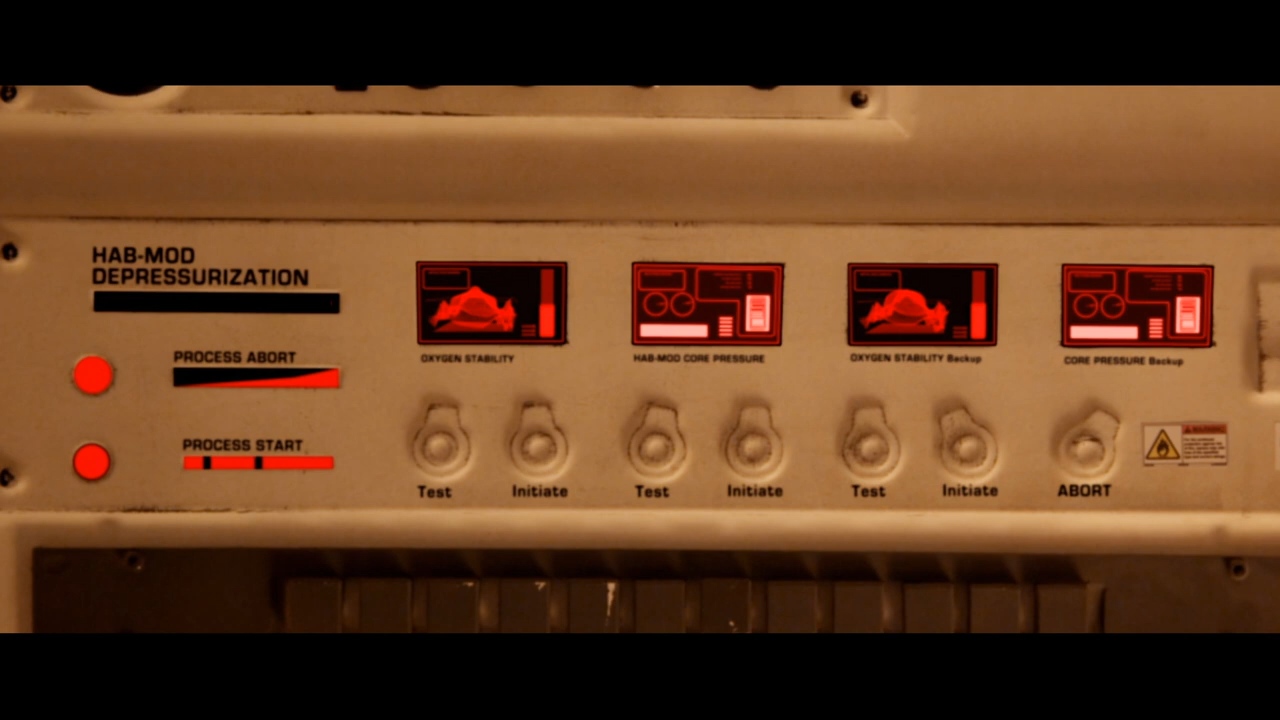 HAB-MOD
DEPRESSURIZATION
PROCESS ABORT
PROCESS START
OXYGEN STABILITY
HAB-MOD CORE PRESSURE
OXYGEN STABILITY Backup
CORE PRESSURE Backup
Test
Initiate
Test
Initiate
Test
Initiate
ABORT
WARNING